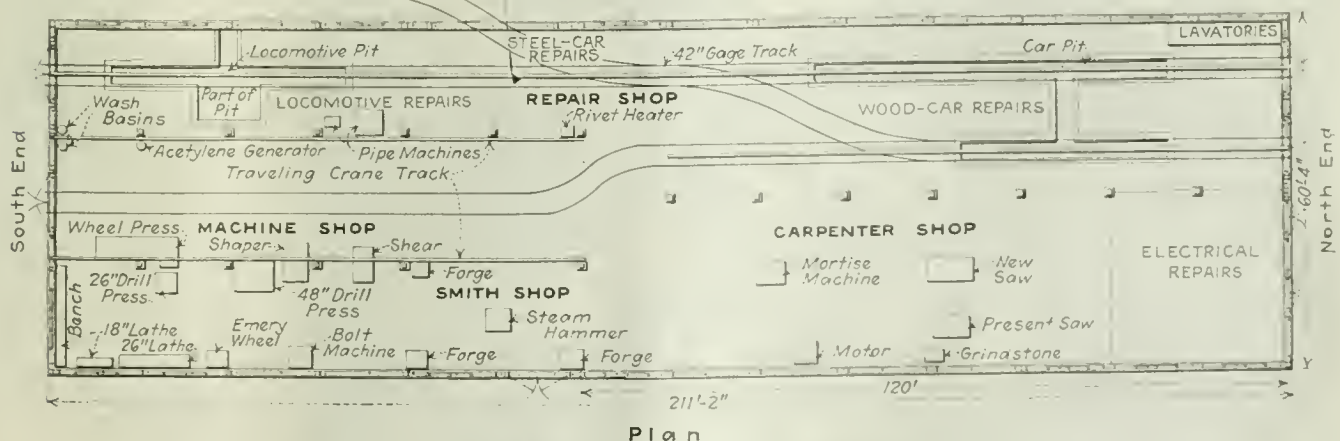 LAVATORIES
STEEL-CAR
REPAIRS
42" Gage Track
Car Pit
Locomotive Pit
Part of
Pit
LOCOMOTIVE REPAIRS
REPAIR SHOP
WOOD-CAR REPAIRS
Wash
Basins
Rivet Heater
Acetylene Generator
Pipe Machines
Traveling Crane Track
South End
North End
60'-4"
Wheel Press
MACHINE SHOP
Shaper
Shear
CARPENTER SHOP
ELECTRICAL
REPAIRS
26" Drill
Press
48" Drill
Press
Forge
SMITH SHOP
Mortise
Machine
New
Saw
Bench
18" Lathe
26" Lathe
Emery
Wheel
Bolt
Machine
Steam
Hammer
Present Saw
Forge
Forge
Motor
Grindstone
211'-2"
120'
Plan